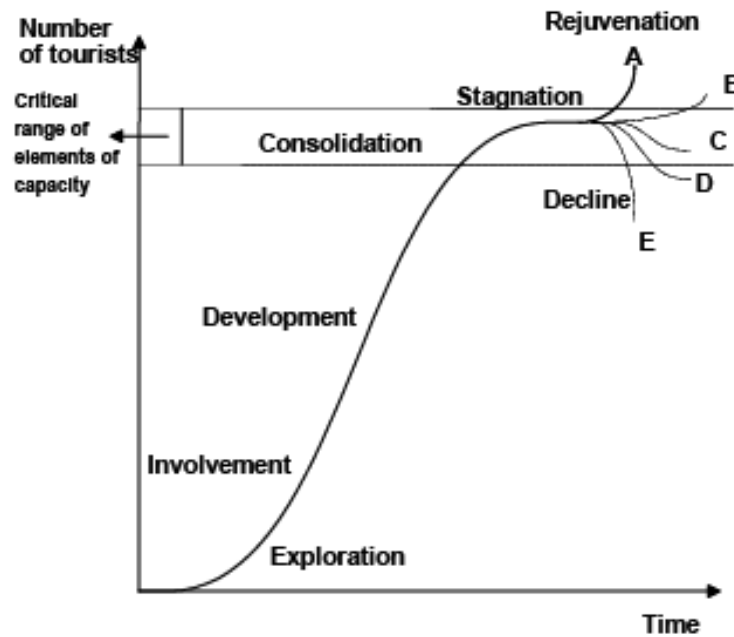 Number
of tourists
Rejuvenation
A
B
Critical
range of
elements of
capacity
Stagnation
Consolidation
C
D
Decline
E
Development
Involvement
Exploration
Time